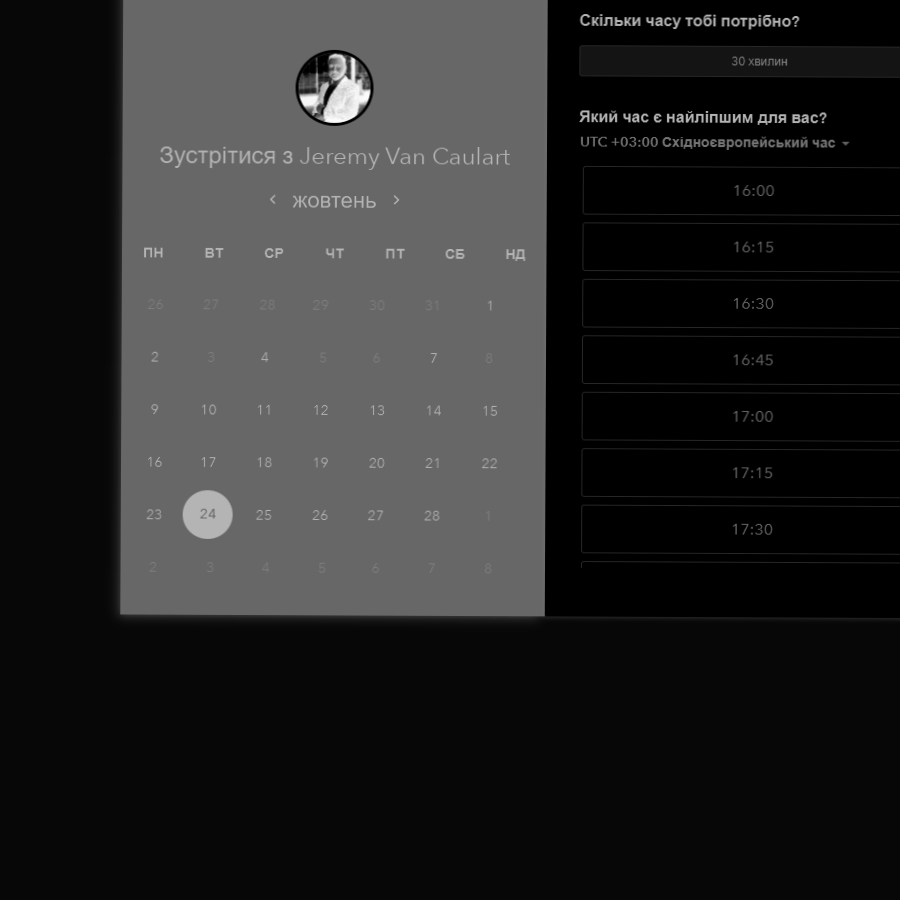 Зустрітися з Jeremy Van Caulart
жовтень
ПН ВТ СР ЧТ ПТ СБ НД
26 27 28 29 30 31 1
2 3 4 5 6 7 8
9 10 11 12 13 14 15
16 17 18 19 20 21 22
23 24 25 26 27 28 1
2 3 4 5 6 7 8
Скільки часу тобі потрібно?
30 хвилин
Який час є найліпшим для вас?
UTC +03:00 Східноєвропейський час
16:00
16:15
16:30
16:45
17:00
17:15
17:30